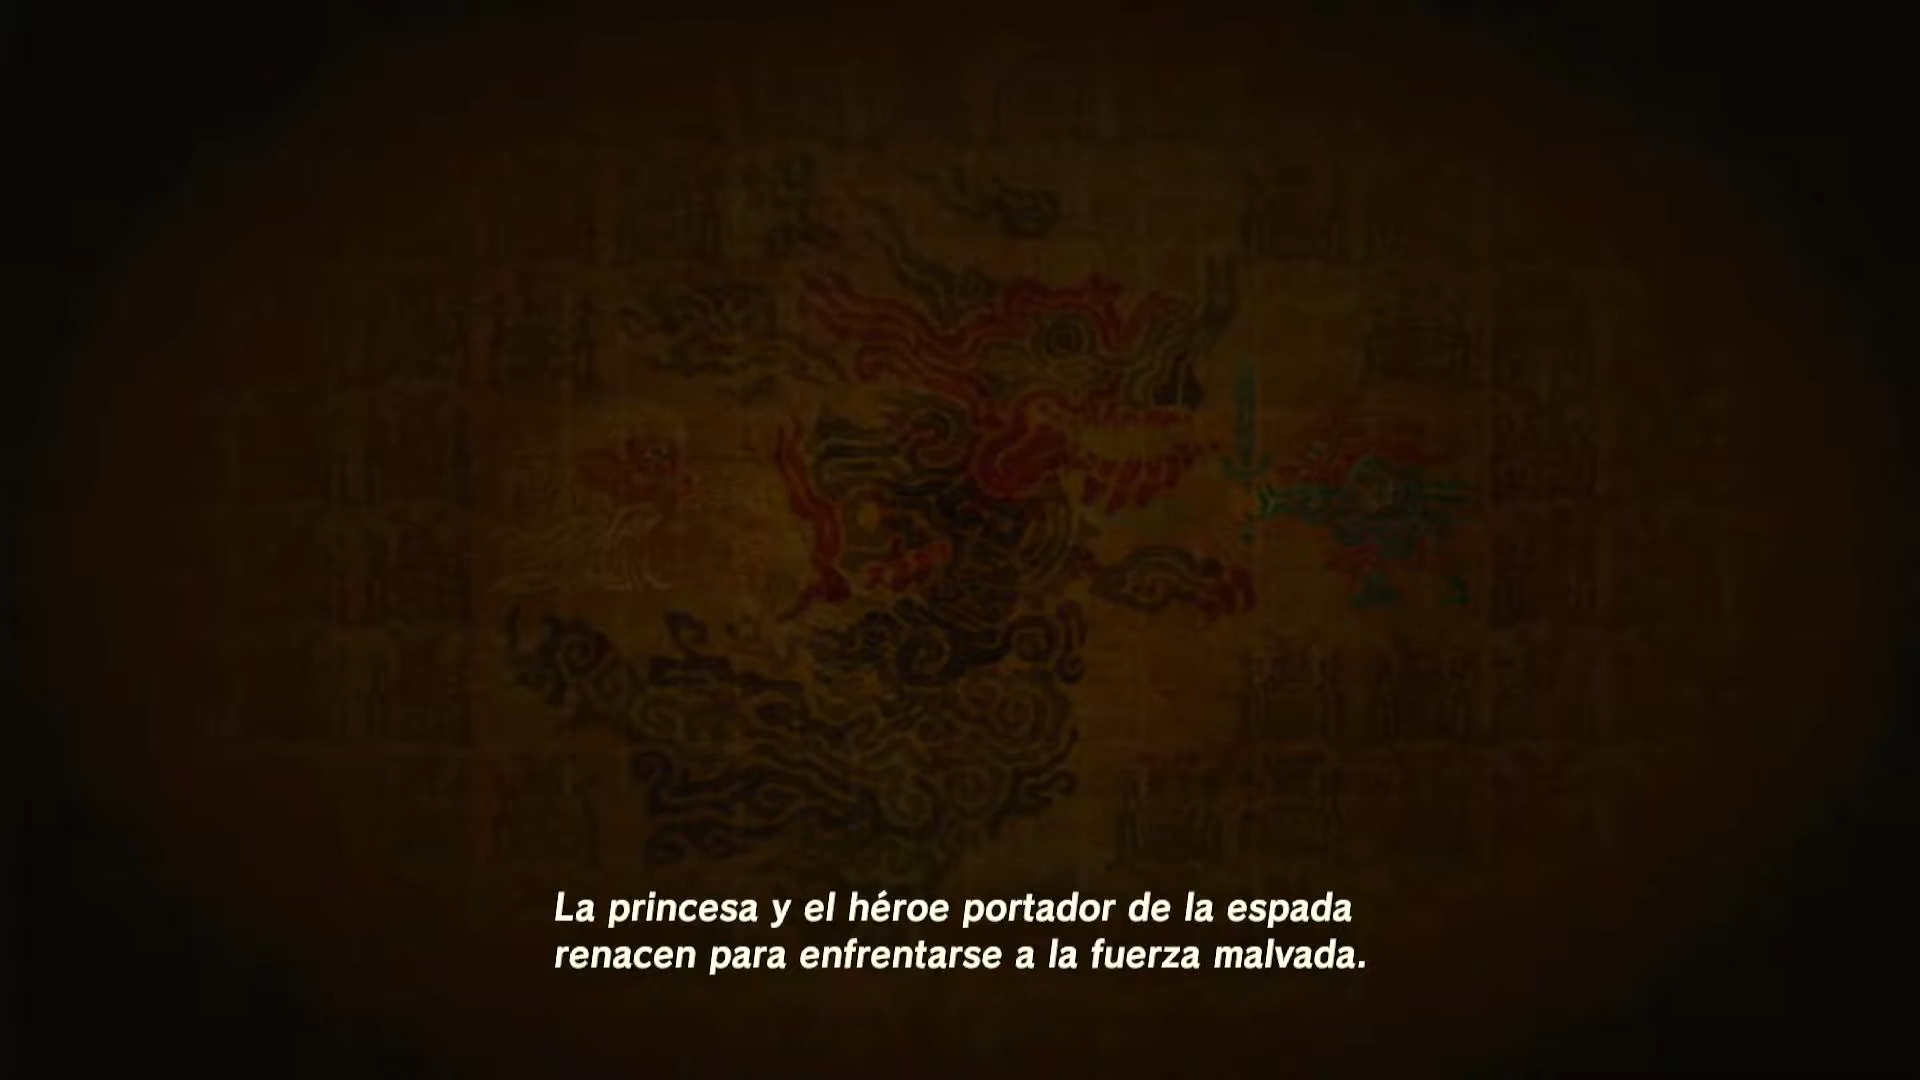 La princesa y el héroe portador de la espada
renacen para enfrentarse a la fuerza malvada.